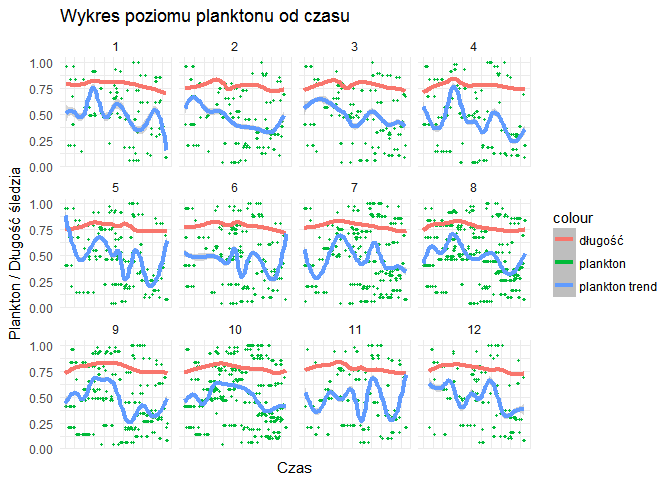 Wykres poziomu planktonu od czasu
1 2 3 4
1.00
0.75
0.50
0.25
0.00
5 6 7 8
1.00
0.75
0.50
0.25
0.00
9 10 11 12
1.00
0.75
0.50
0.25
0.00
Plankton / Długość śledzia
Czas
colour
długość
plankton
plankton trend